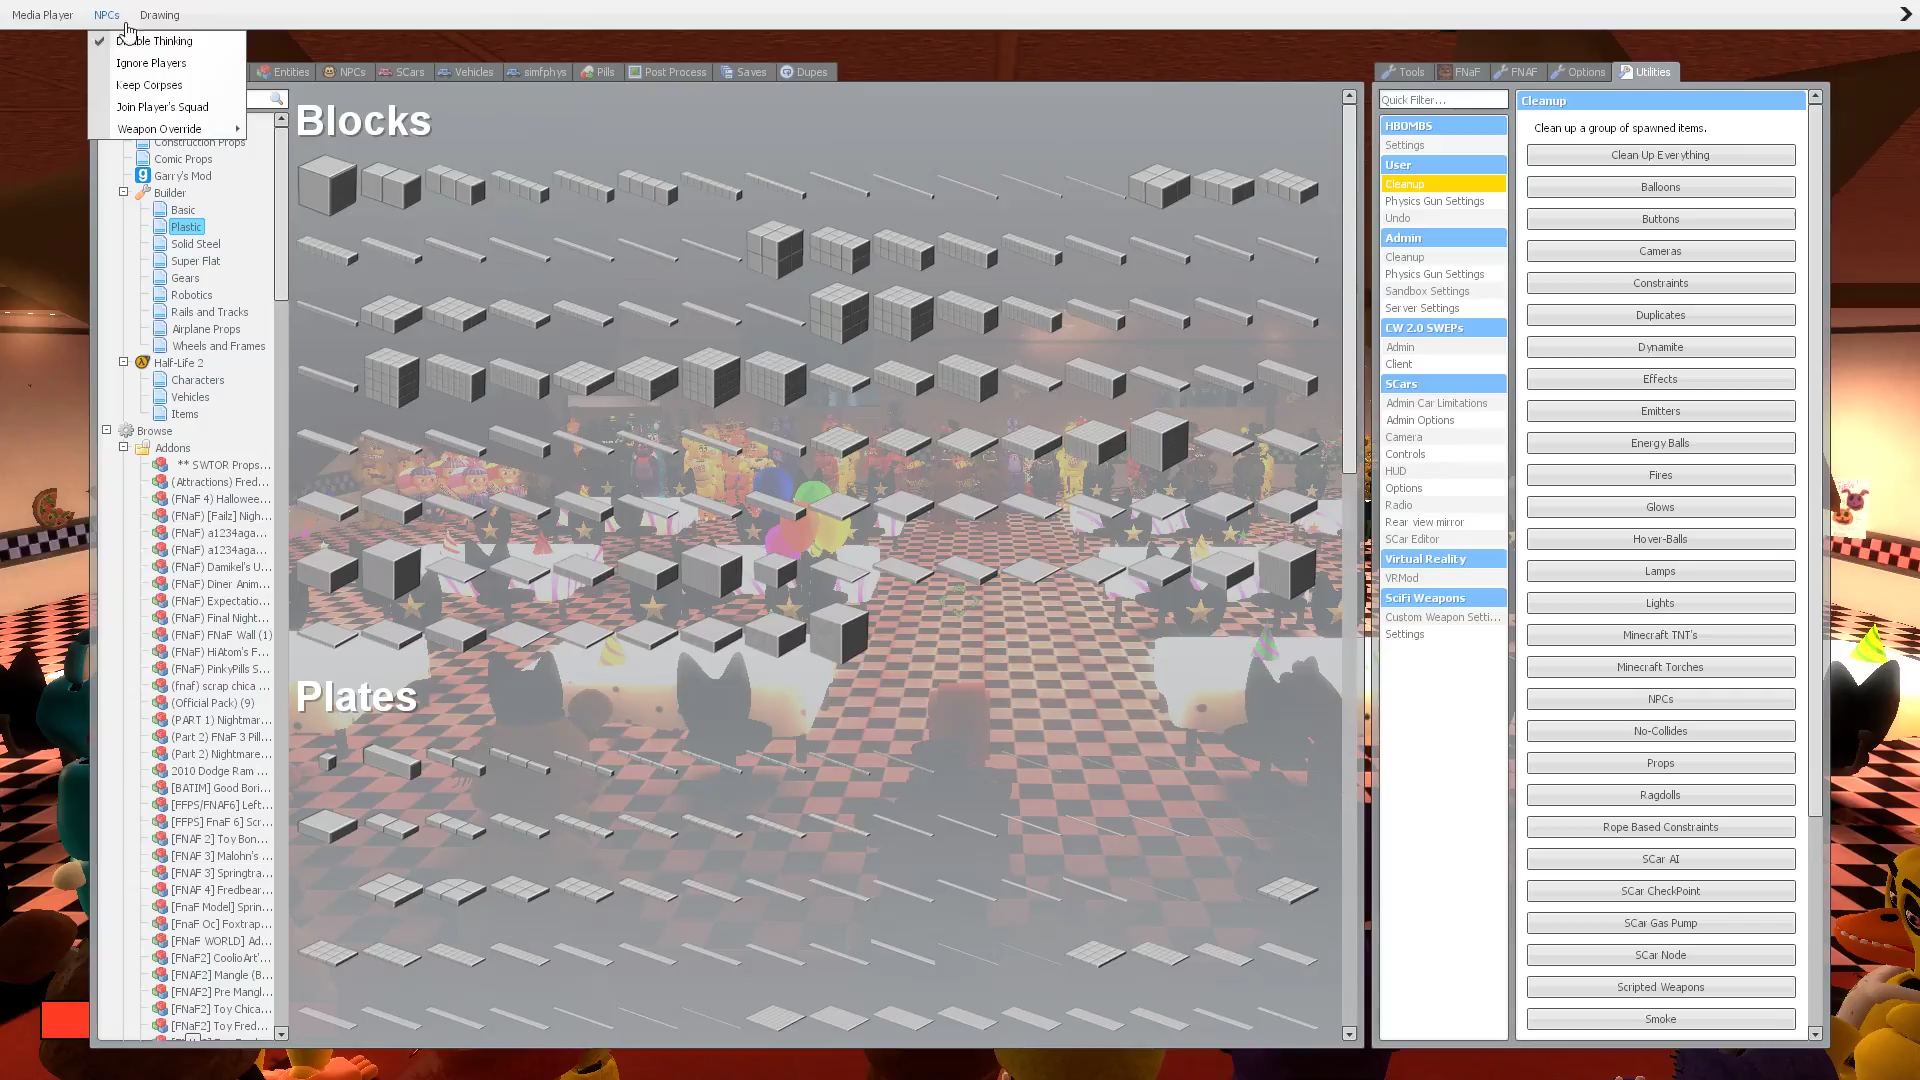 Media Player
NPCs
Drawing
Thinking
Ignore Players
Keep Corpses
Join Player's Squad
Weapon Override
Entities
NPCs
SCars
Vehicles
simfphys
Pills
Post Process
Saves
Dupes
Construction Props
Comic Props
Garry's Mod
Builder
Basic
Plastic
Solid Steel
Super Flat
Gears
Robotics
Rails and Tracks
Airplane Props
Wheels and Frames
Half-Life 2
Characters
Vehicles
Items
Browse
Addons
** SWTOR Props...
(Attractions) Fred...
(FNaF 4) Hallowee...
(FNaF) [Failz] Nigh...
(FNaF) a1234aga...
(FNaF) a1234aga...
(FNaF) Damikel's U...
(FNaF) Diner Anim...
(FNaF) Expectatio...
(FNaF) Final Night...
(FNaF) FNaF Wall (1)
(FNaF) HiAtom's F...
(FNaF) PinkyPills S...
(fnaf) scrap chica ...
(Official Pack) (9)
(PART 1) Nightmar...
(Part 2) FNaF 3 Pill...
(Part 2) Nightmare...
2010 Dodge Ram ...
[BATIM] Good Bori...
[FFPS/FNAF6] Left...
[FFPS] FnaF 6] Scr...
[FNAF 2] Toy Bon...
[FNAF 3] Malohn's ...
[FNAF 3] Springtra...
[FNAF 4] Fredbear...
[FnaF Model] Sprin...
[FnaF Oc] Foxtrap...
[FNaF WORLD] Ad...
[FNaF2] CoolioArt'...
[FNAF2] Mangle (B...
[FNAF2] Pre Mangl...
[FNaF2] Toy Chica...
[FNaF2] Toy Fred...
Blocks
Plates
Tools
FNaF
FNAF
Options
Utilities
Quick Filter...
HBOMBS
Settings
User
Cleanup
Physics Gun Settings
Undo
Admin
Cleanup
Physics Gun Settings
Sandbox Settings
Server Settings
CW 2.0 SWEPs
Admin
Client
SCars
Admin Car Limitations
Admin Options
Camera
Controls
HUD
Options
Radio
Rear view mirror
SCar Editor
Virtual Reality
VRMod
SciFi Weapons
Custom Weapon Setti...
Settings
Cleanup
Clean up a group of spawned items.
Clean Up Everything
Balloons
Buttons
Cameras
Constraints
Duplicates
Dynamite
Effects
Emitters
Energy Balls
Fires
Glows
Hover-Balls
Lamps
Lights
Minecraft TNT's
Minecraft Torches
NPCs
No-Collides
Props
Ragdolls
Rope Based Constraints
SCar AI
SCar CheckPoint
SCar Gas Pump
SCar Node
Scripted Weapons
Smoke